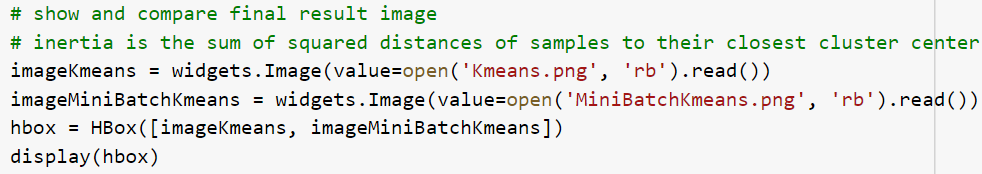 # show and compare final result image
# inertia is the sum of squared distances of samples to their closest cluster center
imageKmeans = widgets.Image(value=open('Kmeans.png', 'rb').read())
imageMiniBatchKmeans = widgets.Image(value=open('MiniBatchKmeans.png', 'rb').read())
hbox = HBox([imageKmeans, imageMiniBatchKmeans])
display(hbox)